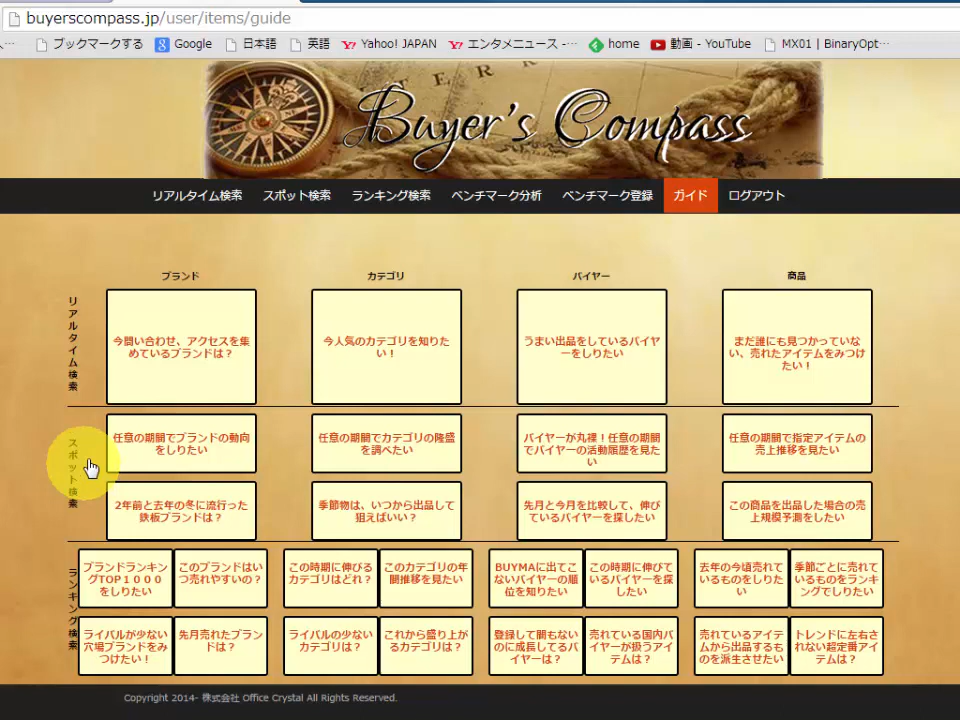 buyerscompass.jp/user/items/guide
ブックマークする Google 日本語 英語 Yahoo! JAPAN エンタメニュース -… home 動画 - YouTube MX01 | BinaryOpt…
TERR
Buyer's Compass
リアルタイム検索 スポット検索 ランキング検索 ベンチマーク分析 ベンチマーク登録 ガイド ログアウト
ブランド カテゴリ バイヤー 商品
リアルタイム検索
今問い合わせ、アクセスを集
めているブランドは？
今人気のカテゴリを知りた
い！
うまい出品をしているバイヤ
ーをしりたい
まだ誰にも見つかっていな
い、売れたアイテムをみつけ
たい！
スポット検索
任意の期間でブランドの動向
をしりたい
任意の期間でカテゴリの隆盛
を調べたい
バイヤーが丸裸！任意の期間
でバイヤーの活動履歴を見た
い
任意の期間で指定アイテムの
売上推移を見たい
2年前と去年の冬に流行った
鉄板ブランドは？
季節物は、いつから出品して
狙えばいい？
先月と今月を比較して、伸び
ているバイヤーを探したい
この商品を出品した場合の売
上規模予測をしたい
ランキング検索
ブランドランキン
グTOP１０００
をしりたい
このブランドはい
つ売れやすいの？
この時期に伸びる
カテゴリはどれ？
このカテゴリの年
間推移を見たい
BUYMAに出てこ
ないバイヤーの順
位を知りたい
この時期に伸びて
いるバイヤーを探
したい
去年の今頃売れて
いるものをしりた
い
季節ごとに売れて
いるものをランキ
ングでしりたい
ライバルが少ない
穴場ブランドをみ
つけたい！
先月売れたブラン
ドは？
ライバルの少ない
カテゴリは？
これから盛り上が
るカテゴリは？
登録して間もない
のに成長してるバ
イヤーは？
売れている国内バ
イヤーが扱うアイ
テムは？
売れているアイテ
ムから出品するも
のを派生させたい
トレンドに左右さ
れない超定番アイ
テムは？
Copyright 2014- 株式会社 Office Crystal All Rights Reserved.